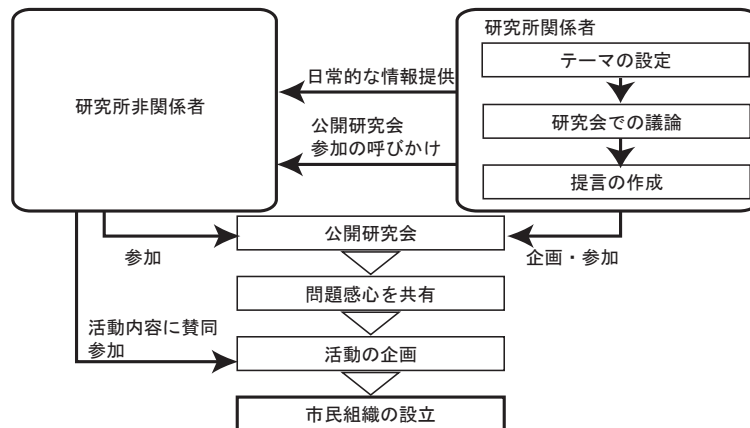 研究所関係者
テーマの設定
日常的な情報提供
研究所非関係者
公開研究会
参加の呼びかけ
研究会での議論
提言の作成
公開研究会
参加
企画・参加
問題感心を共有
活動内容に賛同
参加
活動の企画
市民組織の設立